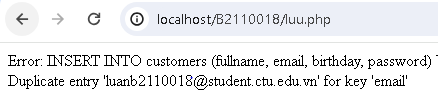 localhost/B2110018/luu.php
Error: INSERT INTO customers (fullname, email, birthday, password)
Duplicate entry 'luanb2110018@student.ctu.edu.vn' for key 'email'